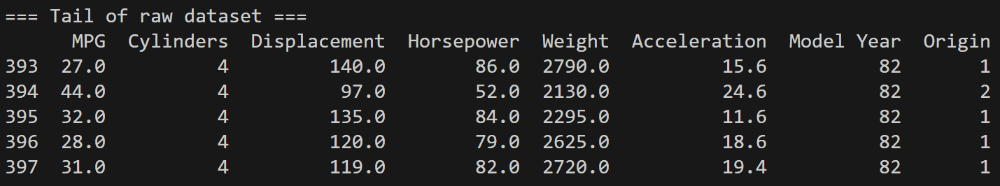 === Tail of raw dataset ===
MPG Cylinders Displacement Horsepower Weight Acceleration Model Year Origin
393 27.0 4 140.0 86.0 2790.0 15.6 82 1
394 44.0 4 97.0 52.0 2130.0 24.6 82 2
395 32.0 4 135.0 84.0 2295.0 11.6 82 1
396 28.0 4 120.0 79.0 2625.0 18.6 82 1
397 31.0 4 119.0 82.0 2720.0 19.4 82 1